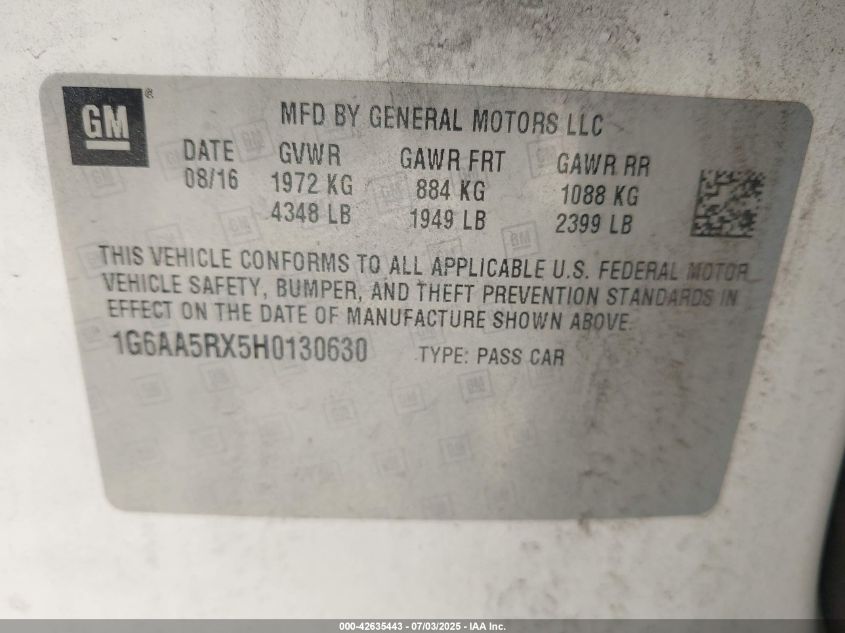 GM ®
MFD BY GENERAL MOTORS LLC
DATE GVWR GAWR FRT GAWR RR
08/16 1972 KG 884 KG 1088 KG
4348 LB 1949 LB 2399 LB
THIS VEHICLE CONFORMS TO ALL APPLICABLE U.S. FEDERAL MOTOR
VEHICLE SAFETY, BUMPER, AND THEFT PREVENTION STANDARDS IN
EFFECT ON THE DATE OF MANUFACTURE SHOWN ABOVE.
1G6AA5RX5H0130630 TYPE: PASS CAR
000-42635443 - 07/03/2025 - IAA Inc.